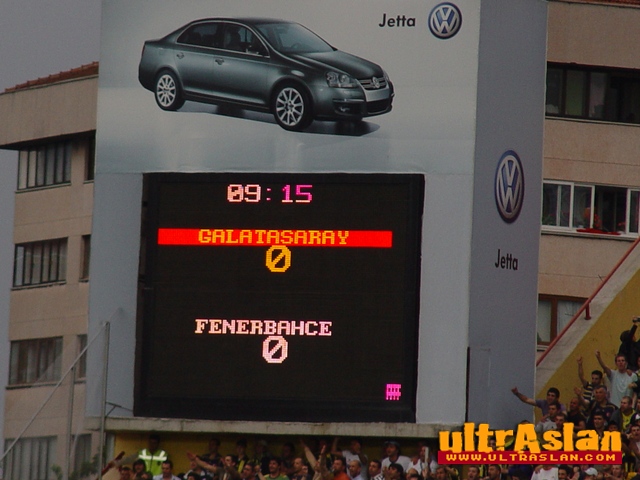 Jetta
09:15
GALATASARAY
0
FENERBAHCE
0
Jetta
ultrAslan
WWW.ULTRASLAN.COM